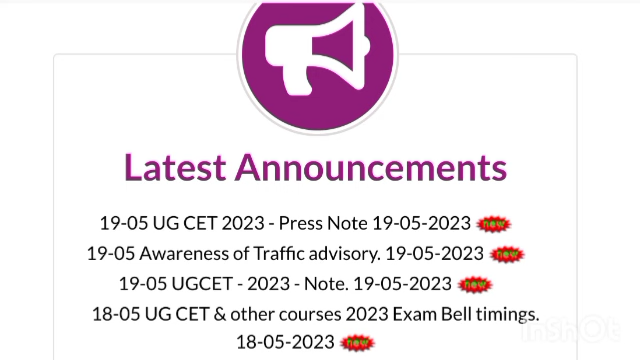 Latest Announcements
19-05 UG CET 2023 - Press Note 19-05-2023 new
19-05 Awareness of Traffic advisory. 19-05-2023 new
19-05 UGCET - 2023 - Note. 19-05-2023 new
18-05 UG CET & other courses 2023 Exam Bell timings.
18-05-2023 new
InShOt